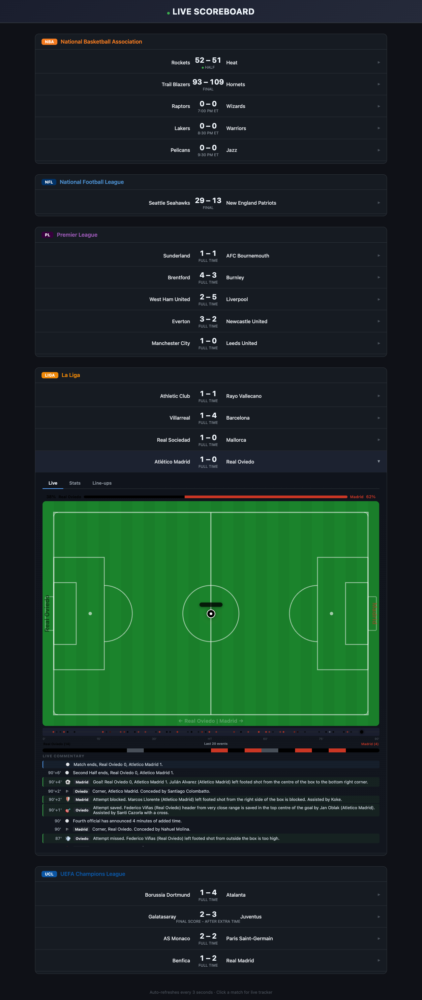 LIVE SCOREBOARD
NBA National Basketball Association
Rockets 52 – 51 Heat
HALF
Trail Blazers 93 – 109 Hornets
FINAL
Raptors 0 – 0 Wizards
7:00 PM ET
Lakers 0 – 0 Warriors
8:30 PM ET
Pelicans 0 – 0 Jazz
9:30 PM ET
NFL National Football League
Seattle Seahawks 29 – 13 New England Patriots
FINAL
PL Premier League
Sunderland 1 – 1 AFC Bournemouth
FULL TIME
Brentford 4 – 3 Burnley
FULL TIME
West Ham United 2 – 5 Liverpool
FULL TIME
Everton 3 – 2 Newcastle United
FULL TIME
Manchester City 1 – 0 Leeds United
FULL TIME
LIGA La Liga
Athletic Club 1 – 1 Rayo Vallecano
FULL TIME
Villarreal 1 – 4 Barcelona
FULL TIME
Real Sociedad 1 – 0 Mallorca
FULL TIME
Atlético Madrid 1 – 0 Real Oviedo
FULL TIME
Live Stats Line-ups
38% Real Oviedo Madrid 62%
Real Oviedo
Madrid
← Real Oviedo | Madrid →
0' 15' 30' HT 60' 75' 90'
Real Oviedo (14) Last 20 events Madrid (4)
LIVE COMMENTARY
Match ends, Real Oviedo 0, Atletico Madrid 1.
90'+6' Second Half ends, Real Oviedo 0, Atletico Madrid 1.
90'+4' Madrid Goal! Real Oviedo 0, Atletico Madrid 1. Julián Alvarez (Atletico Madrid) left footed shot from the centre of the box to the bottom right corner.
90'+2' Oviedo Corner, Atletico Madrid. Conceded by Santiago Colombatto.
90'+2' Madrid Attempt blocked. Marcos Llorente (Atletico Madrid) left footed shot from the right side of the box is blocked. Assisted by Koke.
90'+1' Oviedo Attempt saved. Federico Viñas (Real Oviedo) header from very close range is saved in the top centre of the goal by Jan Oblak (Atletico Madrid).
Assisted by Santi Cazorla with a cross.
90' Fourth official has announced 4 minutes of added time.
90' Madrid Corner, Real Oviedo. Conceded by Nahuel Molina.
87' Oviedo Attempt missed. Federico Viñas (Real Oviedo) left footed shot from outside the box is too high.
UCL UEFA Champions League
Borussia Dortmund 1 – 4 Atalanta
FULL TIME
Galatasaray 2 – 3 Juventus
FINAL SCORE - AFTER EXTRA TIME
AS Monaco 2 – 2 Paris Saint-Germain
FULL TIME
Benfica 1 – 2 Real Madrid
FULL TIME
Auto-refreshes every 3 seconds · Click a match for live tracker